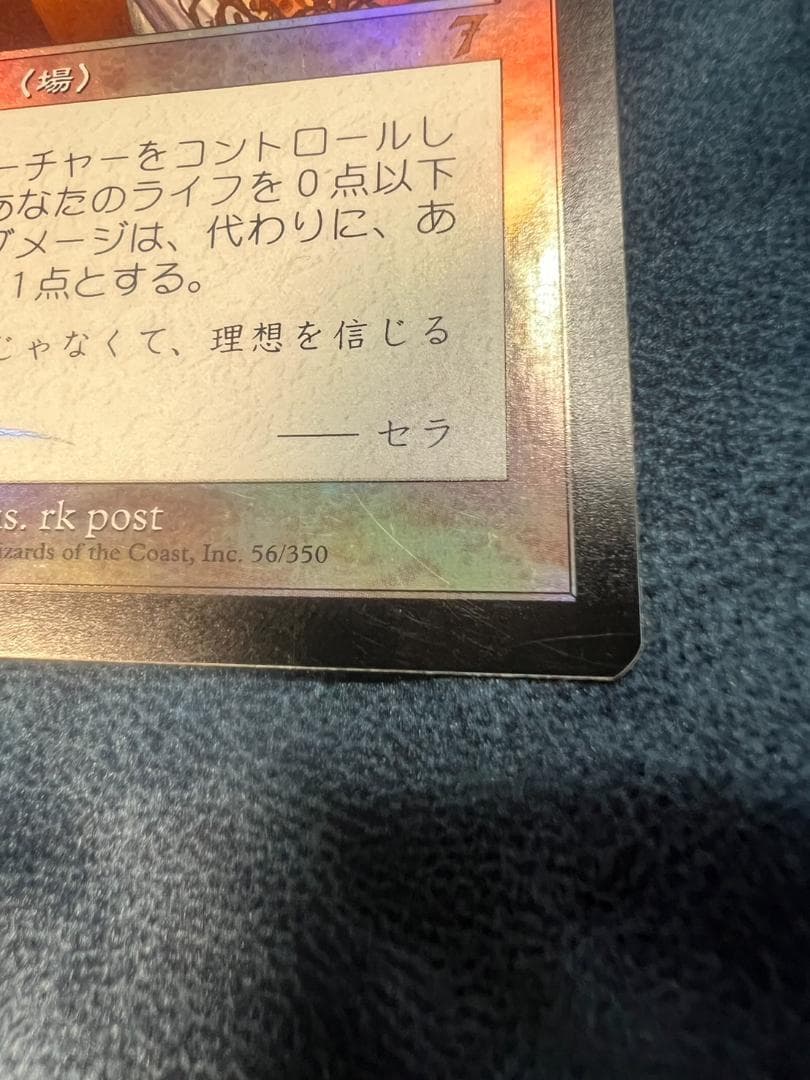 7
(場)
ーチャーをコントロールし
あなたのライフを0点以下
ダメージは、代わりに、あ
1点とする。
じゃなくて、理想を信じる
—— セラ
us. rk post
izards of the Coast, Inc. 56/350